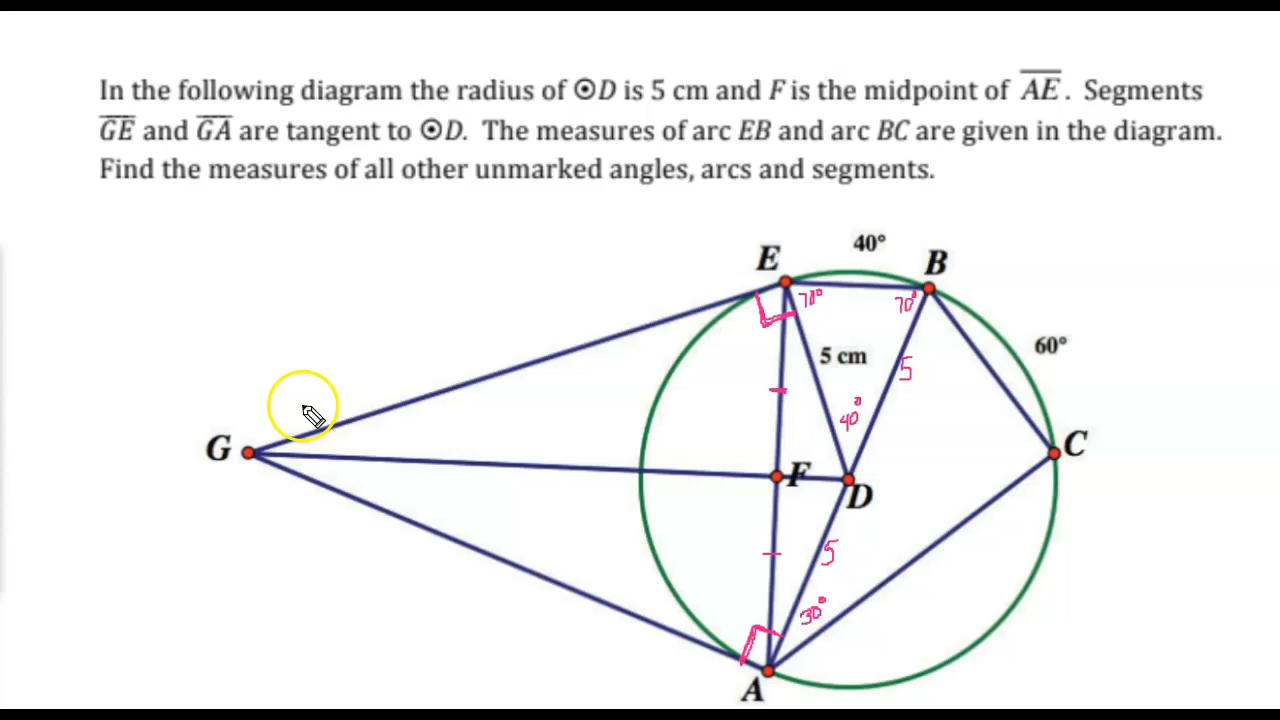 In the following diagram the radius of ⊙D is 5 cm and F is the midpoint of AE. Segments
GE and GA are tangent to ⊙D. The measures of arc EB and arc BC are given in the diagram.
Find the measures of all other unmarked angles, arcs and segments.
40°
E
B
70°
70°
60°
5 cm
5
40°
G
C
F
D
5
30°
A